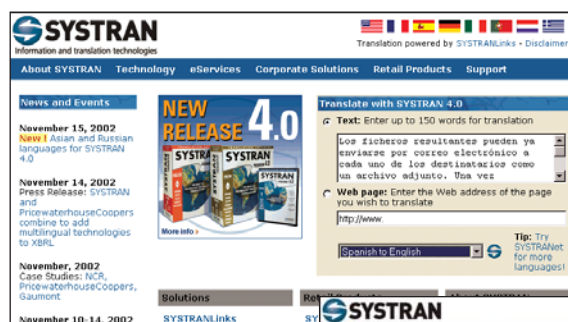 SYSTRAN
Information and translation technologies
Translation powered by SYSTRANLinks • Disclaimer
About SYSTRAN Technology eServices Corporate Solutions Retail Products Support
News and Events
November 15, 2002
New ! Asian and Russian
languages for SYSTRAN
4.0
November 14, 2002
Press Release: SYSTRAN
and
PricewaterhouseCoopers
combine to add
multilingual technologies
to XBRL
November, 2002
Case Studies: NCR,
PricewaterhouseCoopers,
Gaumont
November 10-14, 2002
NEW
RELEASE 4.0
SYSTRAN
SYSTRAN
SYSTRAN
More info
Translate with SYSTRAN 4.0
Text: Enter up to 150 words for translation
Los ficheros resultantes pueden ya
enviarse por correo electrónico a
cada uno de los destinatarios como
un archivo adjunto. Una vez
Web page: Enter the Web address of the page
you wish to translate
http://www.
Spanish to English
Tip: Try
SYSTRANet
for more
languages!
Solutions
SYSTRANLinks
SYSTRAN